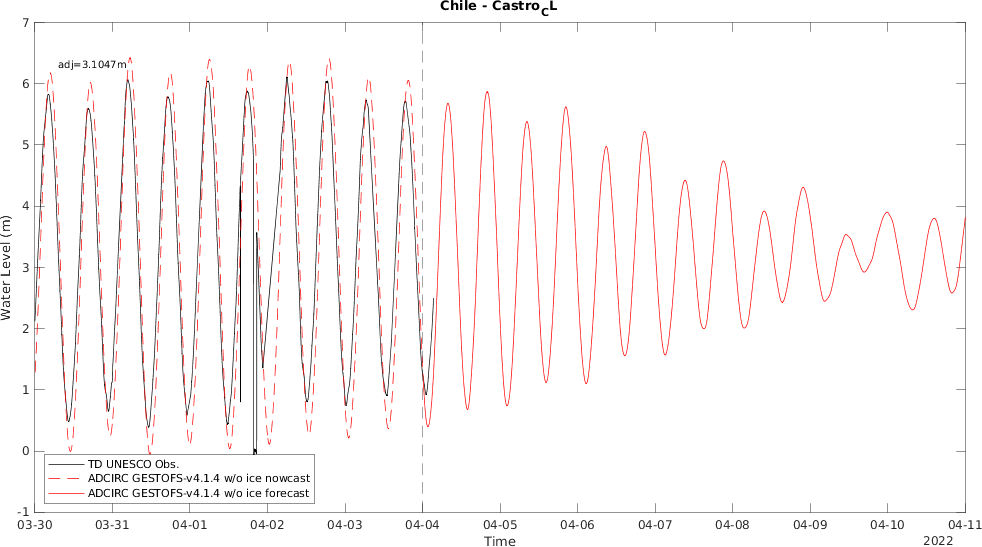 Chile - Castro_CL
7
adj=3.1047m
6
5
4
3
2
1
0
-1
Water Level (m)
TD UNESCO Obs.
ADCIRC GESTOFS-v4.1.4 w/o ice nowcast
ADCIRC GESTOFS-v4.1.4 w/o ice forecast
03-30 03-31 04-01 04-02 04-03 04-04 04-05 04-06 04-07 04-08 04-09 04-10 04-11
Time
2022